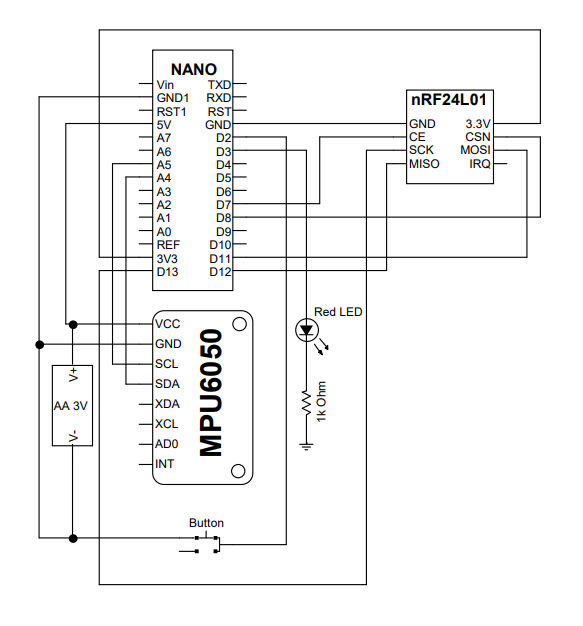 NANO
Vin
GND1
RST1
5V
A7
A6
A5
A4
A3
A2
A1
A0
REF
3V3
D13
TXD
RXD
RST
GND
D2
D3
D4
D5
D6
D7
D8
D9
D10
D11
D12
nRF24L01
GND
CE
SCK
MISO
3.3V
CSN
MOSI
IRQ
VCC
GND
SCL
SDA
XDA
XCL
AD0
INT
MPU6050
Red LED
1k Ohm
V+
AA 3V
V-
Button